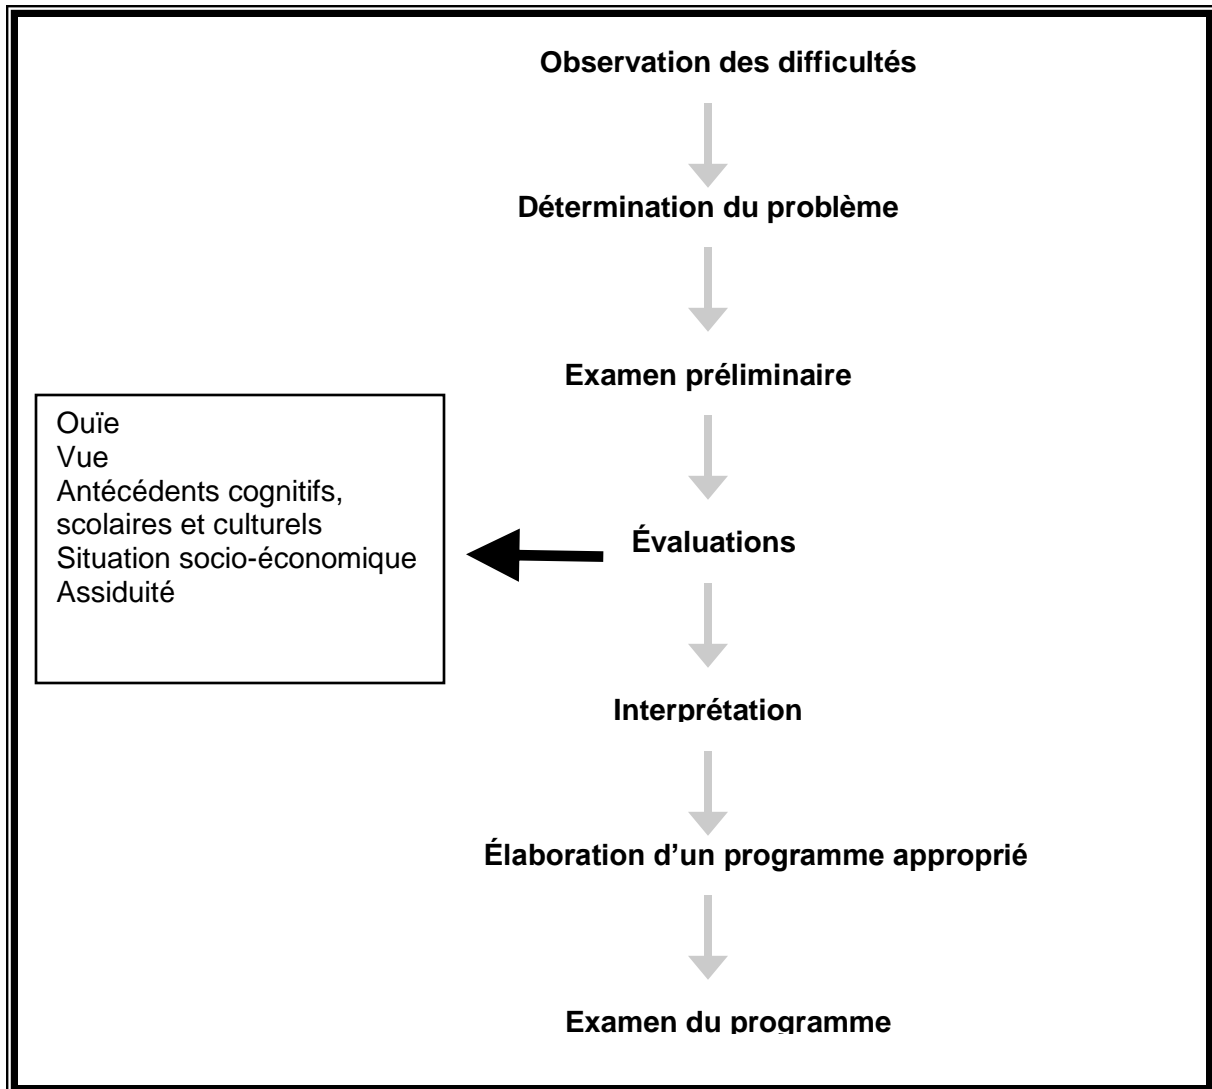 Observation des difficultés
Détermination du problème
Examen préliminaire
Ouïe
Vue
Antécédents cognitifs,
scolaires et culturels
Situation socio-économique
Assiduité
Évaluations
Interprétation
Élaboration d’un programme approprié
Examen du programme